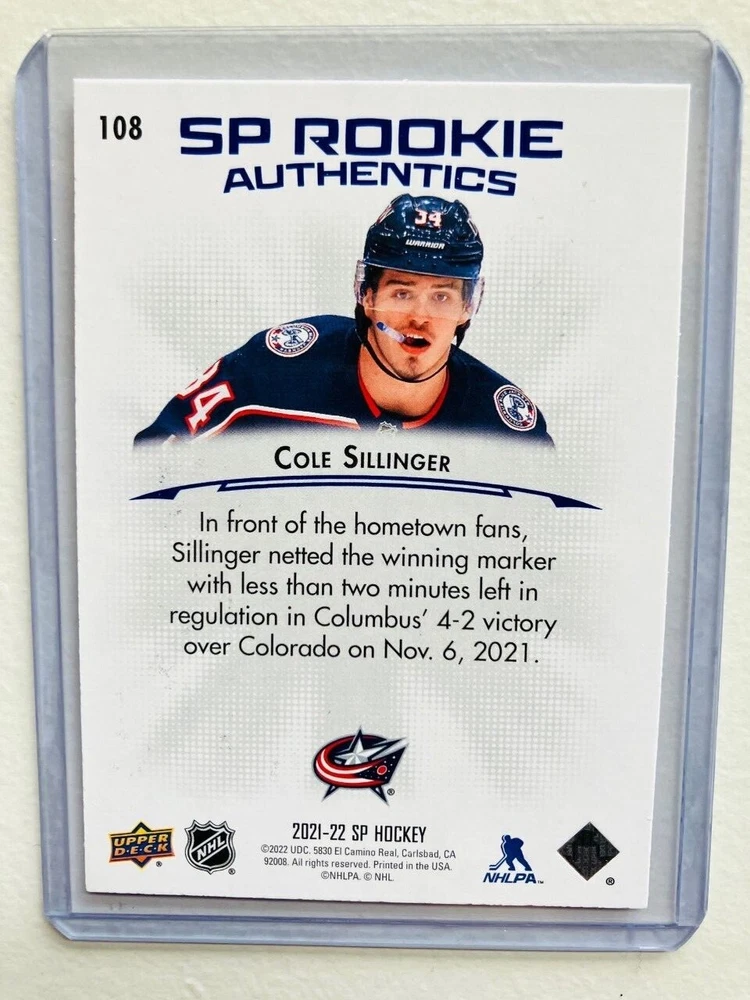 108
SP ROOKIE
AUTHENTICS
34
WARRIOR
34
COLE SILLINGER
In front of the hometown fans,
Sillinger netted the winning marker
with less than two minutes left in
regulation in Columbus' 4-2 victory
over Colorado on Nov. 6, 2021.
®
2021-22 SP HOCKEY
©2022 UDC. 5830 El Camino Real, Carlsbad, CA
92008. All rights reserved. Printed in the USA.
©NHLPA. © NHL.
UPPER
D·E·C·K
®
NHL
®
NHLPA™
®